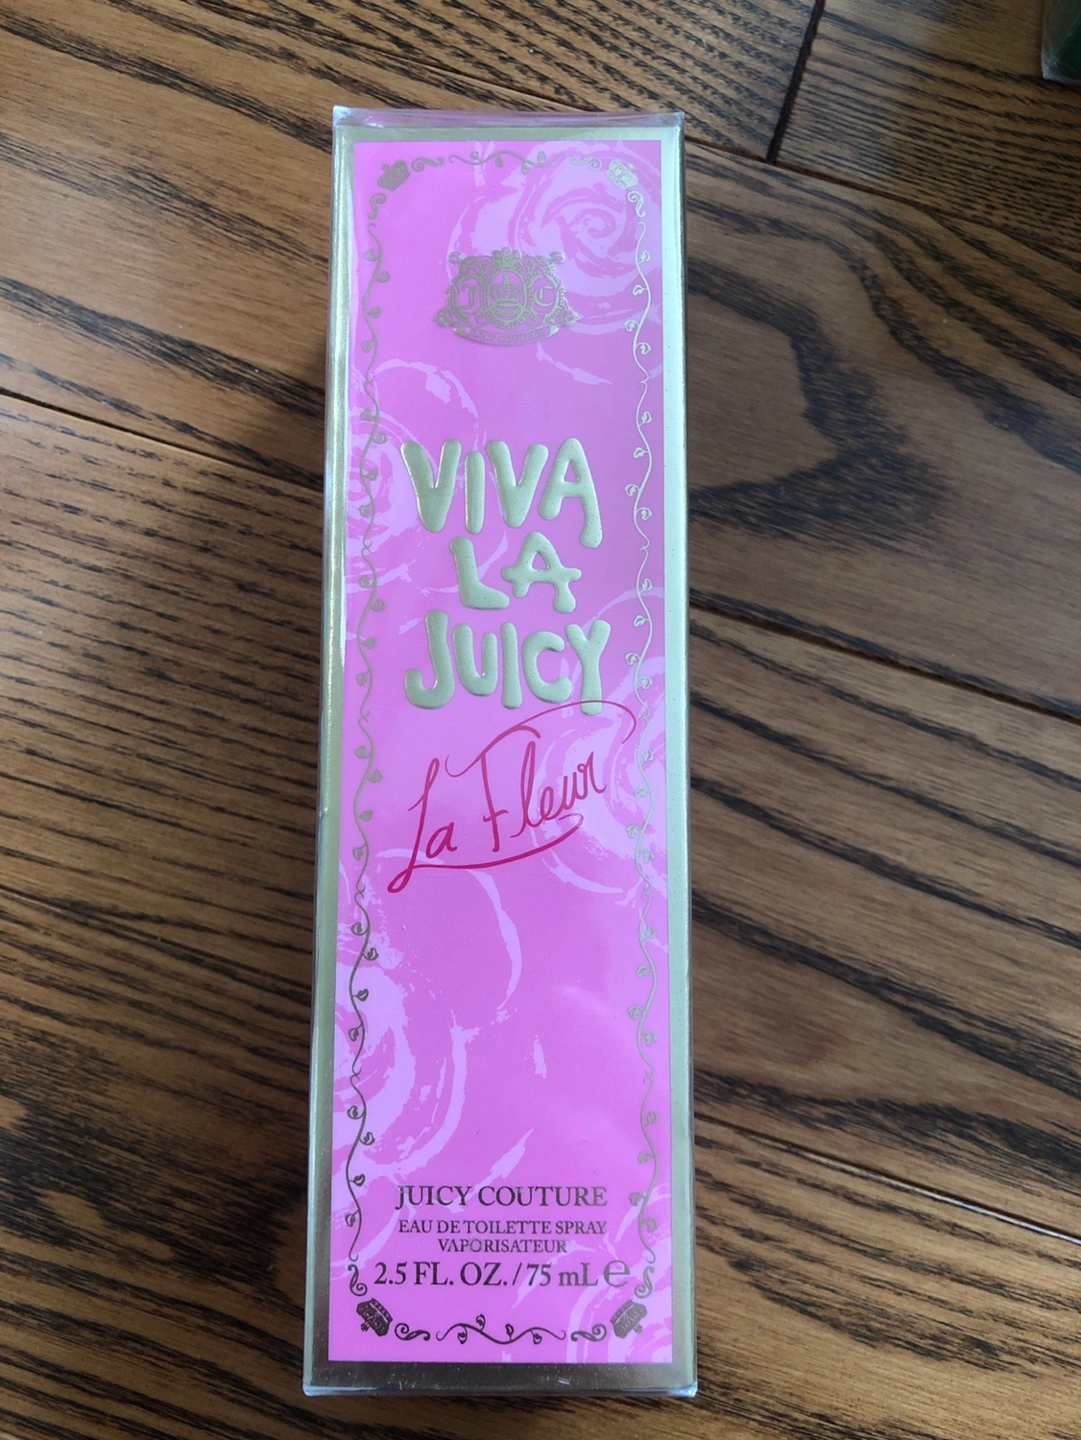 J C
VIVA
LA
JUICY
La Fleur
JUICY COUTURE
EAU DE TOILETTE SPRAY
VAPORISATEUR
2.5 FL. OZ. / 75 mL ℮